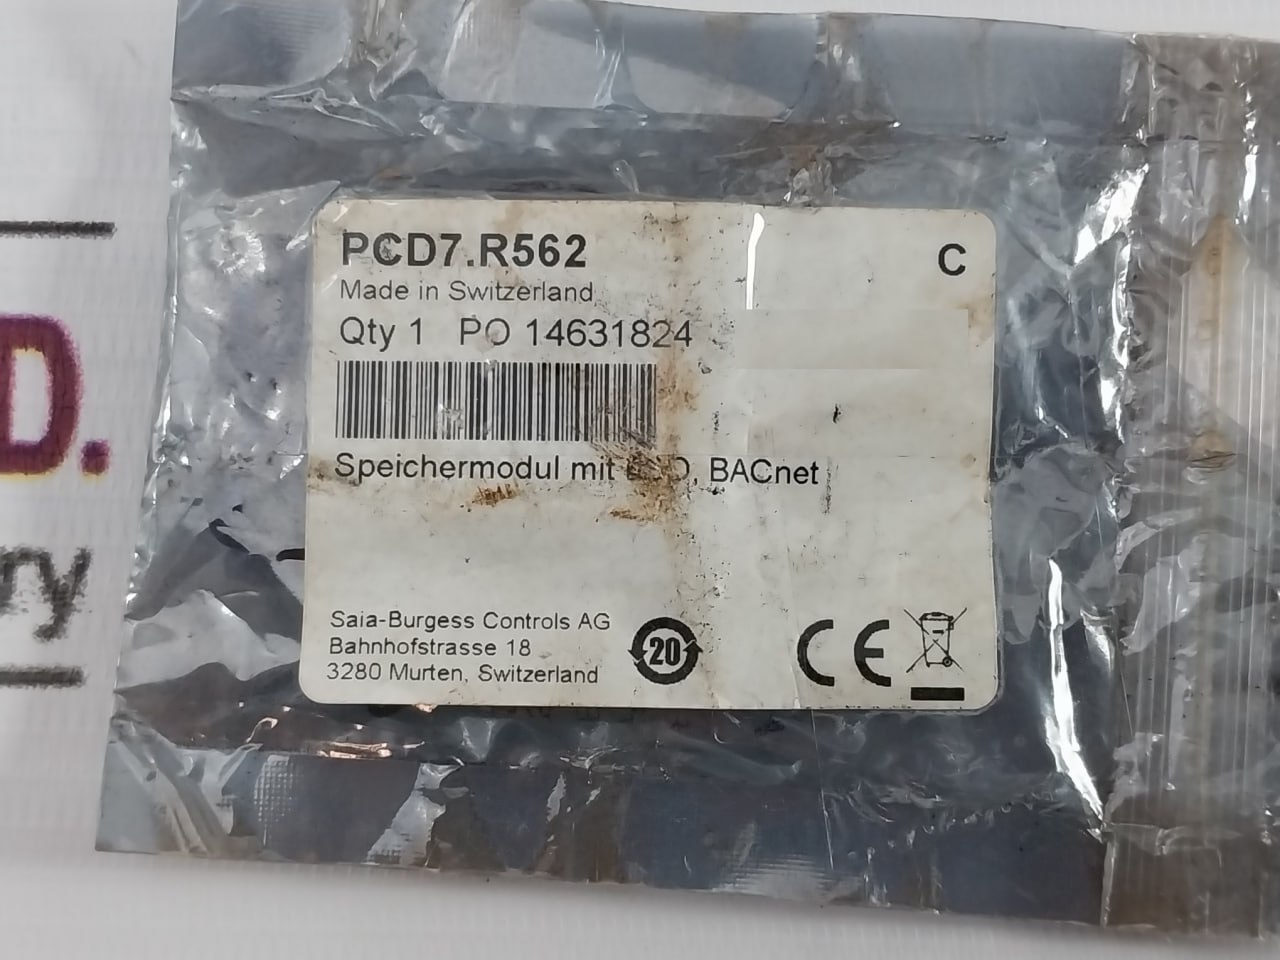 PCD7.R562
C
Made in Switzerland
Qty 1 PO 14631824
Speichermodul mit BACnet
Saia-Burgess Controls AG
Bahnhofstrasse 18
3280 Murten, Switzerland
20
CE
D.
ry